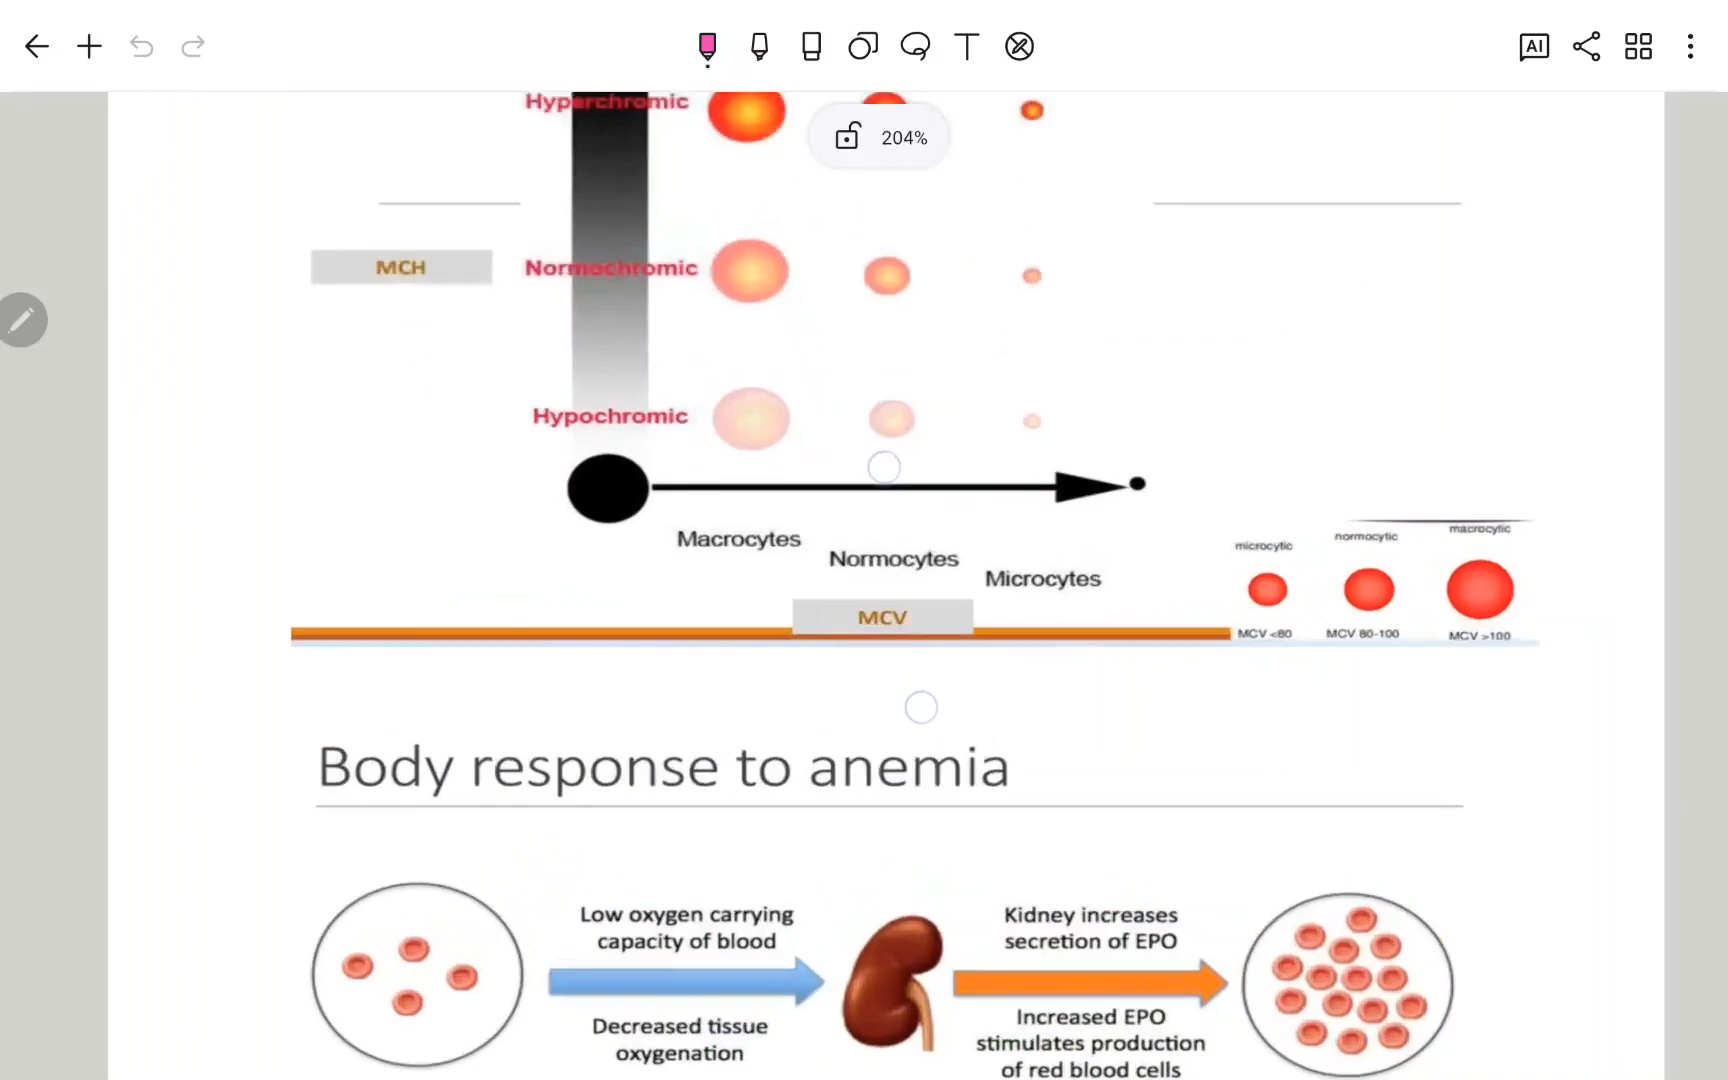 AI
Hyperchromic
204%
MCH
Normochromic
Hypochromic
Macrocytes
Normocytes
Microcytes
MCV
microcytic
normocytic
macrocytic
MCV <80
MCV 80-100
MCV >100
Body response to anemia
Low oxygen carrying
capacity of blood
Decreased tissue
oxygenation
Kidney increases
secretion of EPO
Increased EPO
stimulates production
of red blood cells